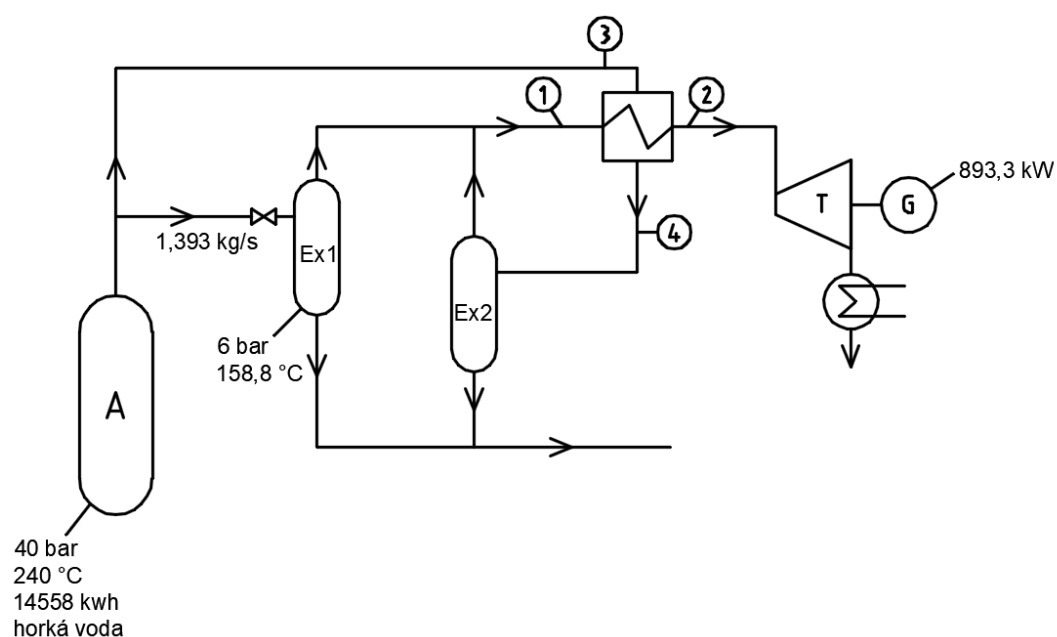 3
1
2
893,3 kW
T
G
1,393 kg/s
Ex1
4
Ex2
6 bar
158,8 °C
A
40 bar
240 °C
14558 kwh
horká voda